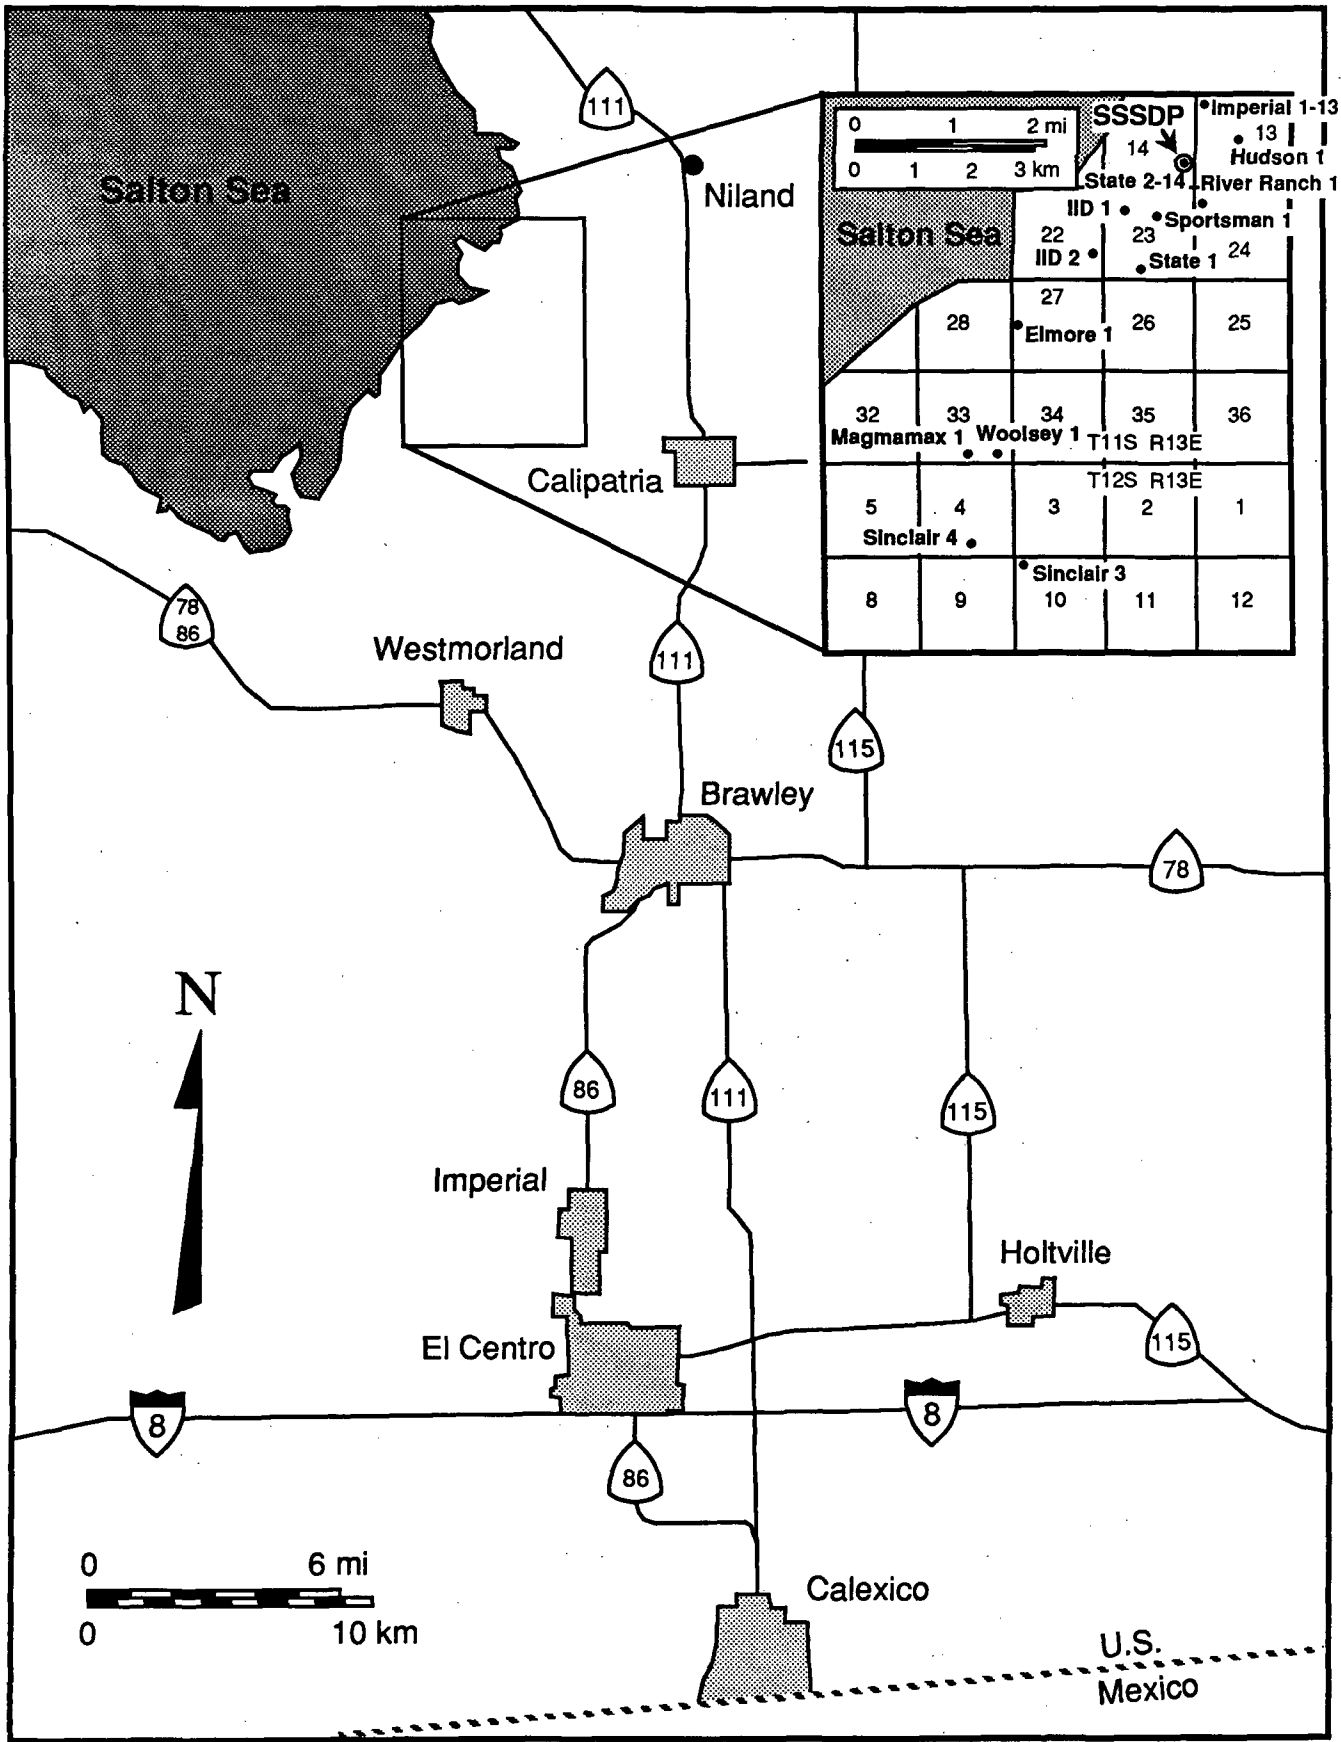 111
Salton Sea
Niland
0 1 2 mi
0 1 2 3 km
SSSDP
Imperial 1-13
14
13
Hudson 1
State 2-14
River Ranch 1
IID 1
Sportsman 1
Salton Sea
22
23
24
IID 2
State 1
27
28
26
25
Elmore 1
32
33
34
35
36
Magmamax 1
Woolsey 1
T11S R13E
T12S R13E
5
4
3
2
1
Sinclair 4
Sinclair 3
8
9
10
11
12
Calipatria
78
86
Westmorland
111
115
Brawley
78
N
86
111
115
Imperial
Holtville
El Centro
115
8
8
86
0 6 mi
0 10 km
Calexico
U.S.
Mexico